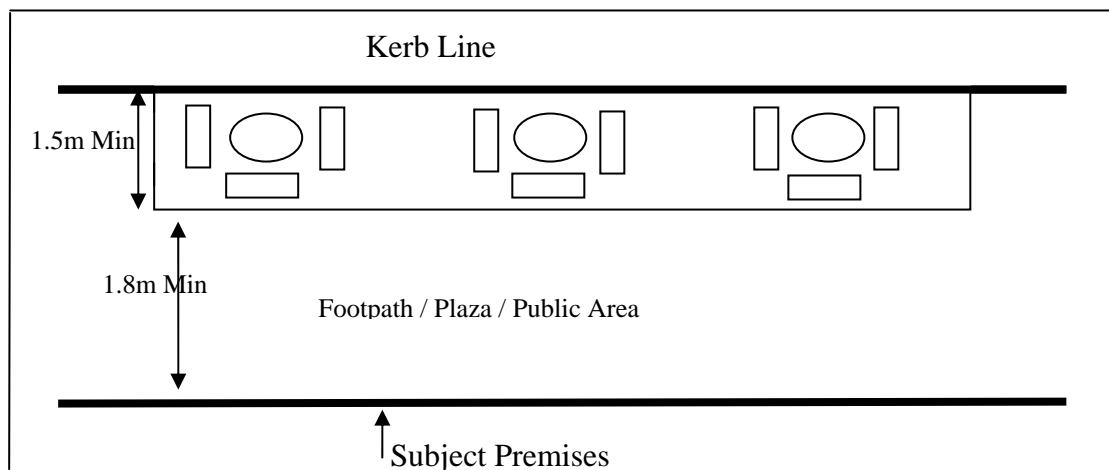 Kerb Line
1.5m Min
1.8m Min
Footpath / Plaza / Public Area
Subject Premises